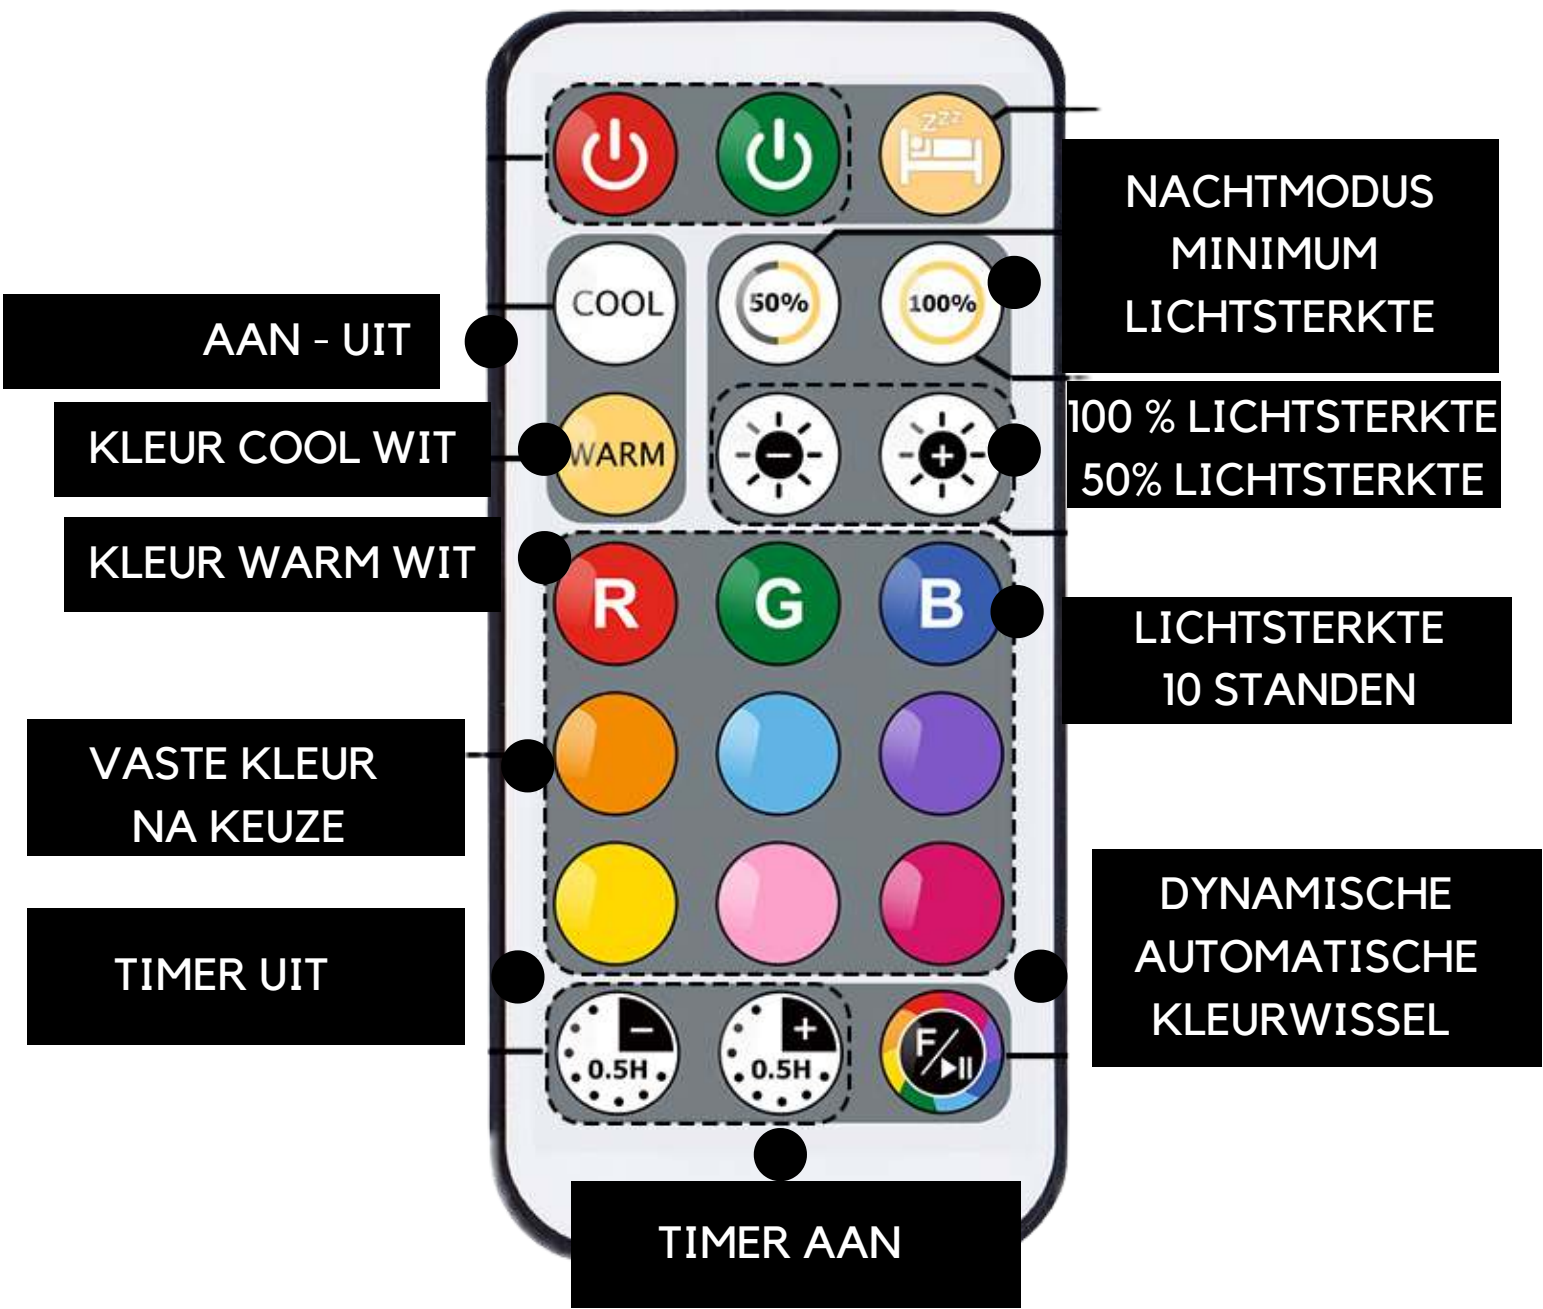 zzz
NACHTMODUS
MINIMUM
LICHTSTERKTE
AAN - UIT
COOL
50%
100%
KLEUR COOL WIT
WARM
100 % LICHTSTERKTE
50% LICHTSTERKTE
KLEUR WARM WIT
R
G
B
LICHTSTERKTE
10 STANDEN
VASTE KLEUR
NA KEUZE
DYNAMISCHE
AUTOMATISCHE
KLEURWISSEL
TIMER UIT
0.5H
0.5H
F/
TIMER AAN